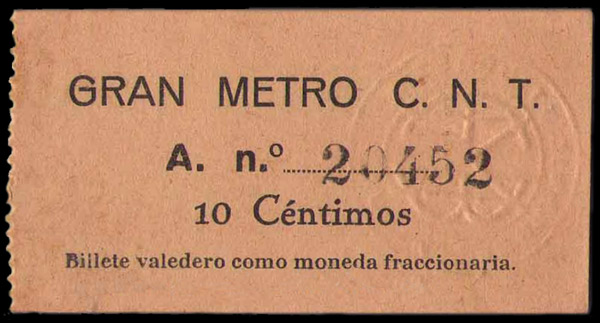 GRAN METRO C. N. T.
A. n.º 20452
10 Céntimos
Billete valedero como moneda fraccionaria.